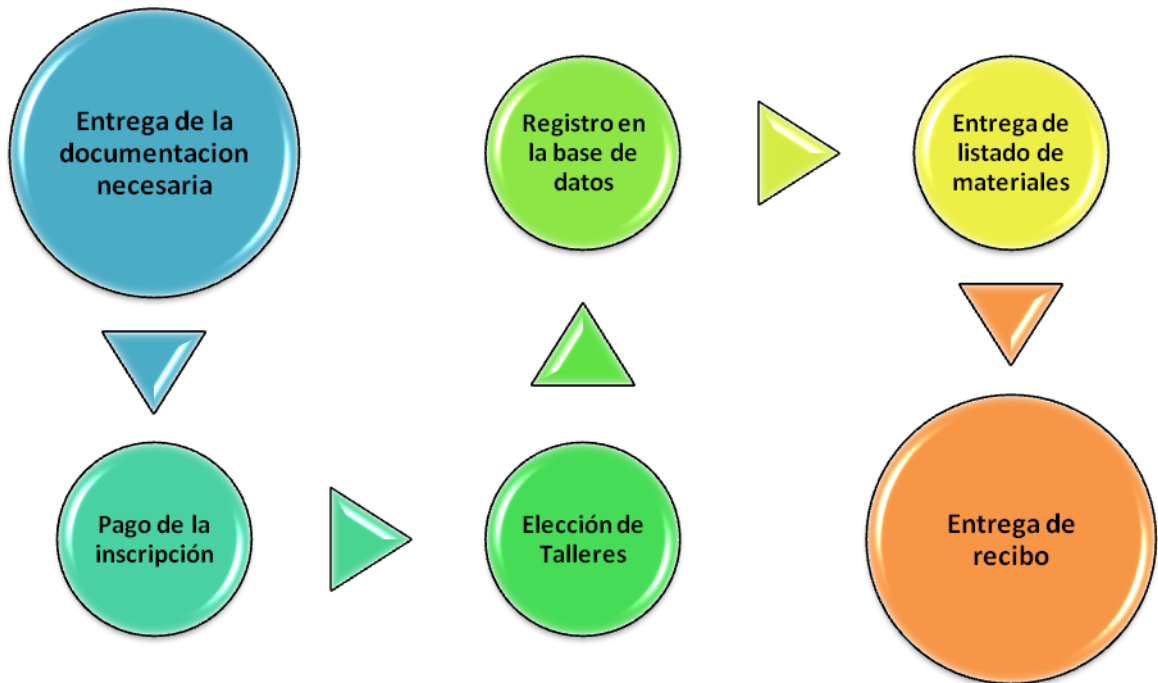 Entrega de la
documentacion
necesaria
Pago de la
inscripción
Elección de
Talleres
Registro en
la base de
datos
Entrega de
listado de
materiales
Entrega de
recibo